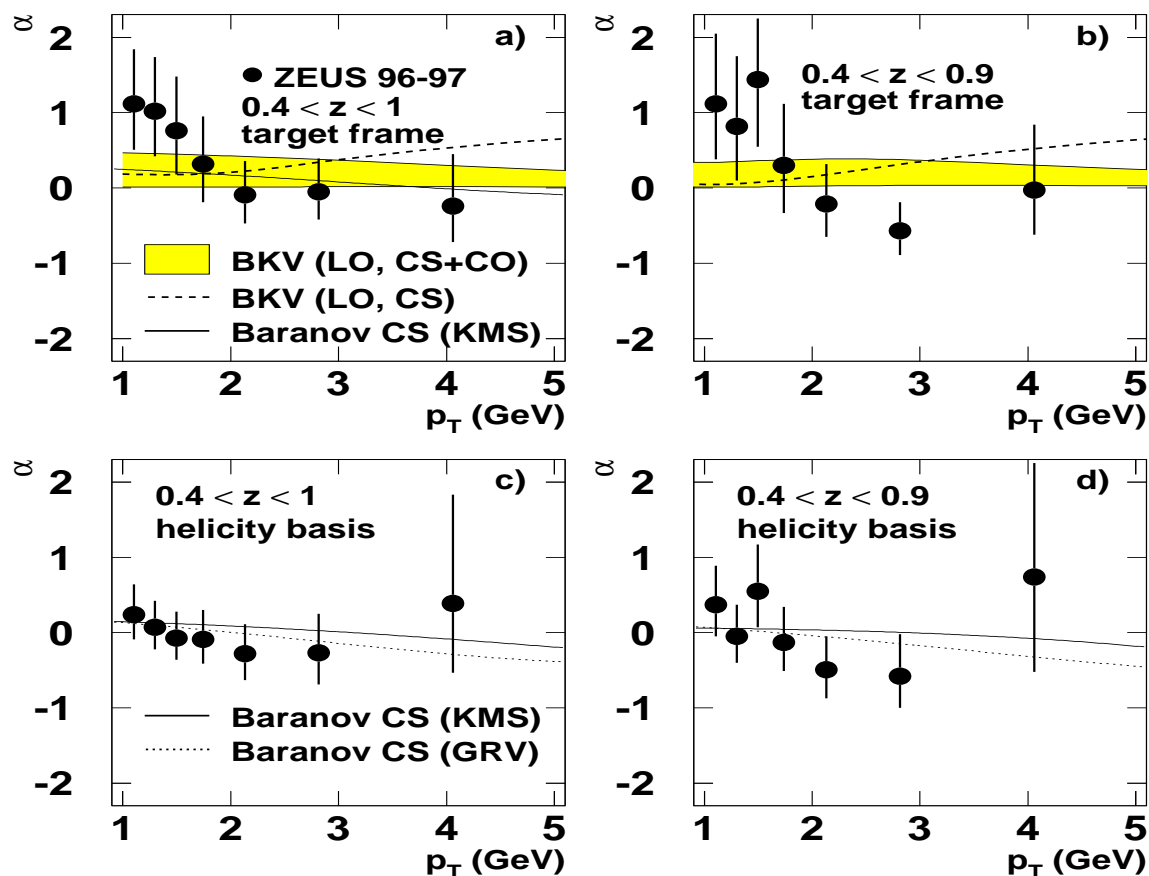 α
2
1
0
-1
-2
a)
ZEUS 96-97
0.4 < z < 1
target frame
BKV (LO, CS+CO)
BKV (LO, CS)
Baranov CS (KMS)
1 2 3 4 5
p_T (GeV)
α
2
1
0
-1
-2
b)
0.4 < z < 0.9
target frame
1 2 3 4 5
p_T (GeV)
α
2
1
0
-1
-2
c)
0.4 < z < 1
helicity basis
Baranov CS (KMS)
Baranov CS (GRV)
1 2 3 4 5
p_T (GeV)
α
2
1
0
-1
-2
d)
0.4 < z < 0.9
helicity basis
1 2 3 4 5
p_T (GeV)